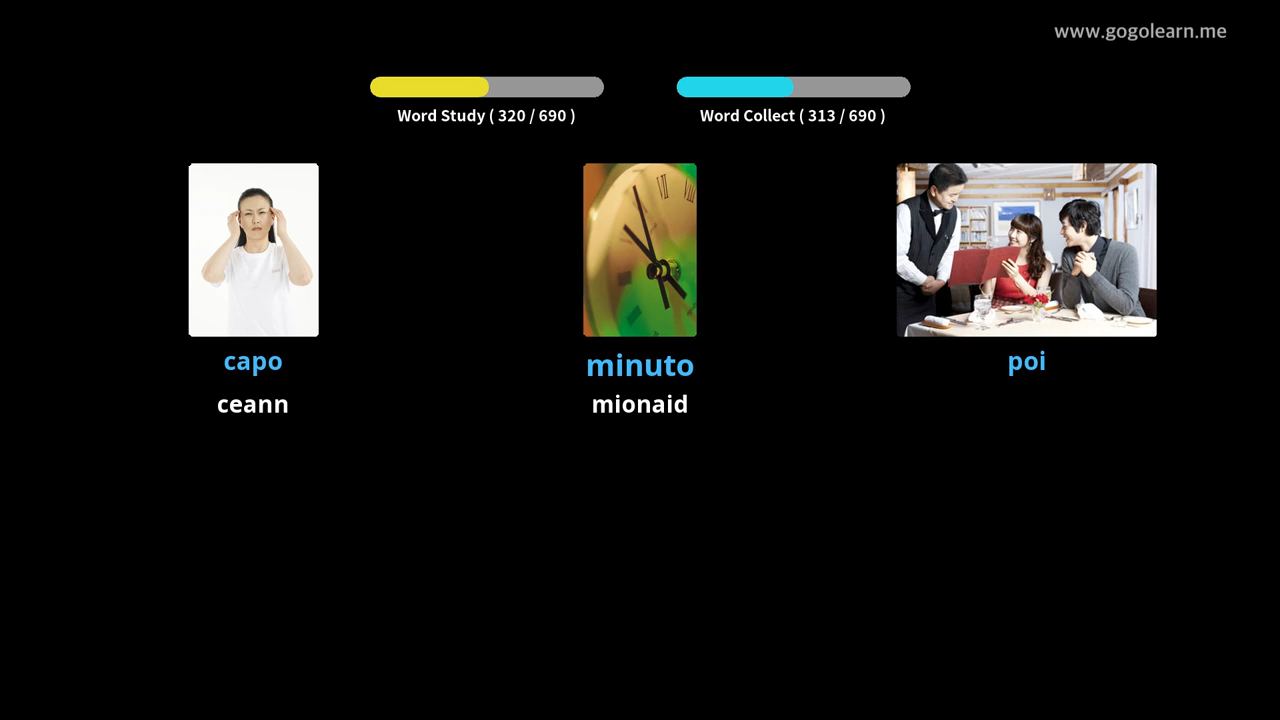 www.gogolearn.me
Word Study ( 320 / 690 )
Word Collect ( 313 / 690 )
capo
minuto
poi
ceann
mionaid